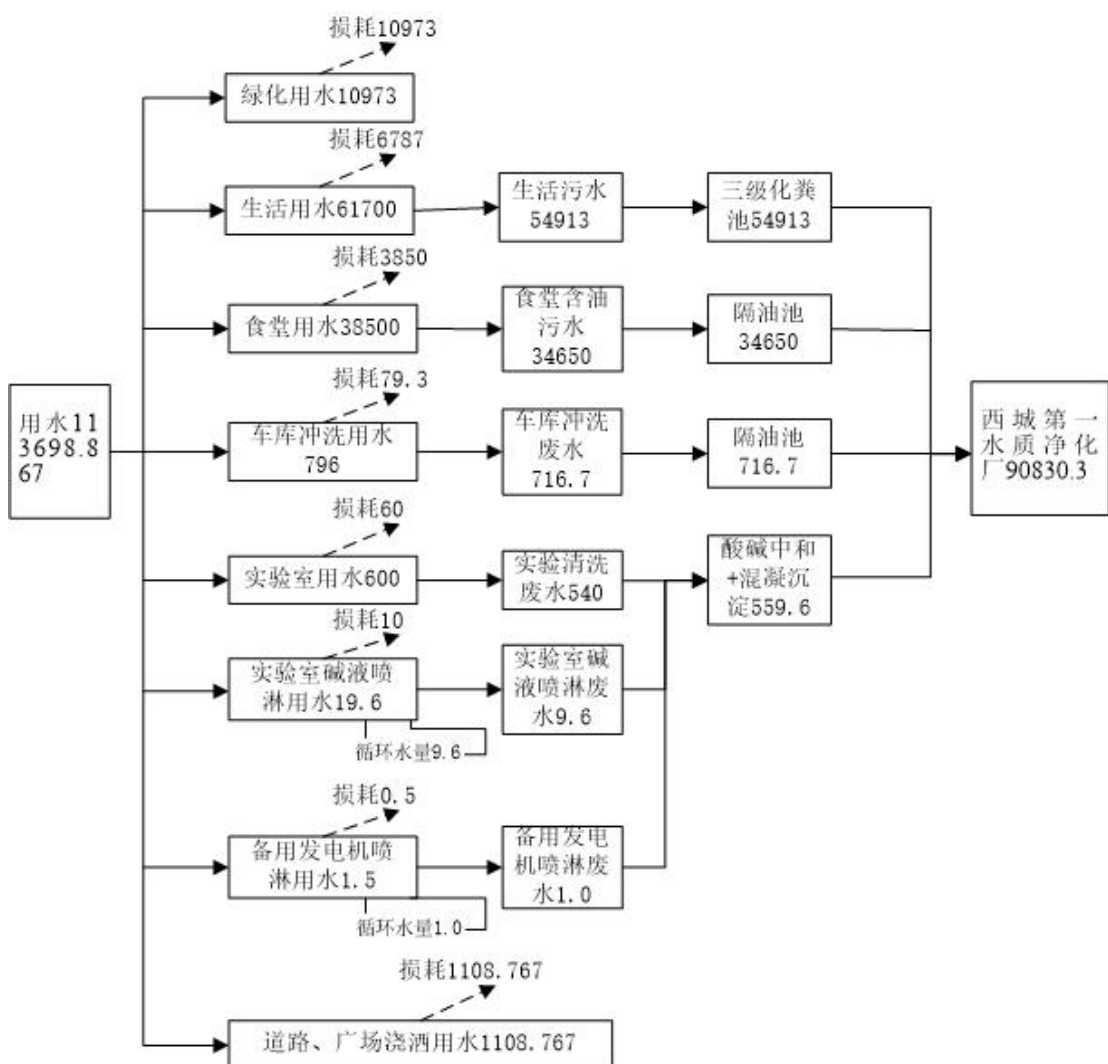 损耗10973
绿化用水10973
损耗6787
生活用水61700
生活污水
54913
三级化粪
池54913
损耗3850
食堂用水38500
食堂含油
污水
34650
隔油池
34650
用水11
3698.8
67
损耗79.3
车库冲洗用水
796
车库冲洗
废水
716.7
隔油池
716.7
西城第一
水质净化
厂90830.3
损耗60
实验室用水600
实验清洗
废水540
酸碱中和
+混凝沉
淀559.6
损耗10
实验室碱液喷
淋用水19.6
循环水量9.6
实验室碱
液喷淋废
水9.6
损耗0.5
备用发电机喷
淋用水1.5
循环水量1.0
备用发电
机喷淋废
水1.0
损耗1108.767
道路、广场浇洒用水1108.767